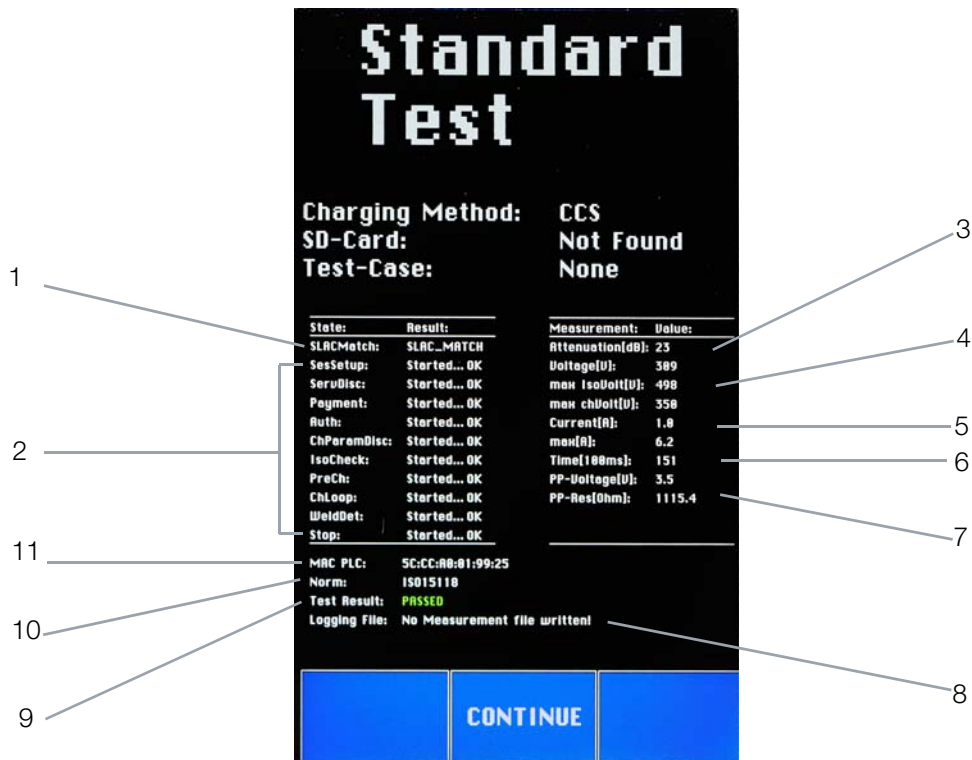 Standard
Test
Charging Method: CCS
SD-Card: Not Found
Test-Case: None
State: Result:
SLACMatch: SLAC_MATCH
SesSetup: Started... OK
ServDisc: Started... OK
Payment: Started... OK
Auth: Started... OK
ChParamDisc: Started... OK
IsoCheck: Started... OK
PreCh: Started... OK
ChLoop: Started... OK
WeldDet: Started... OK
Stop: Started... OK
Measurement: Value:
Attenuation[dB]: 23
Voltage[V]: 309
max IsoVolt[V]: 498
max chVolt[V]: 350
Current[A]: 1.0
max[A]: 6.2
Time[100ms]: 151
PP-Voltage[V]: 3.5
PP-Res[Ohm]: 1115.4
MAC PLC: 5C:CC:A0:01:99:25
Norm: ISO15118
Test Result: PASSED
Logging File: No Measurement file written!
CONTINUE
1
2
11
10
9
3
4
5
6
7
8